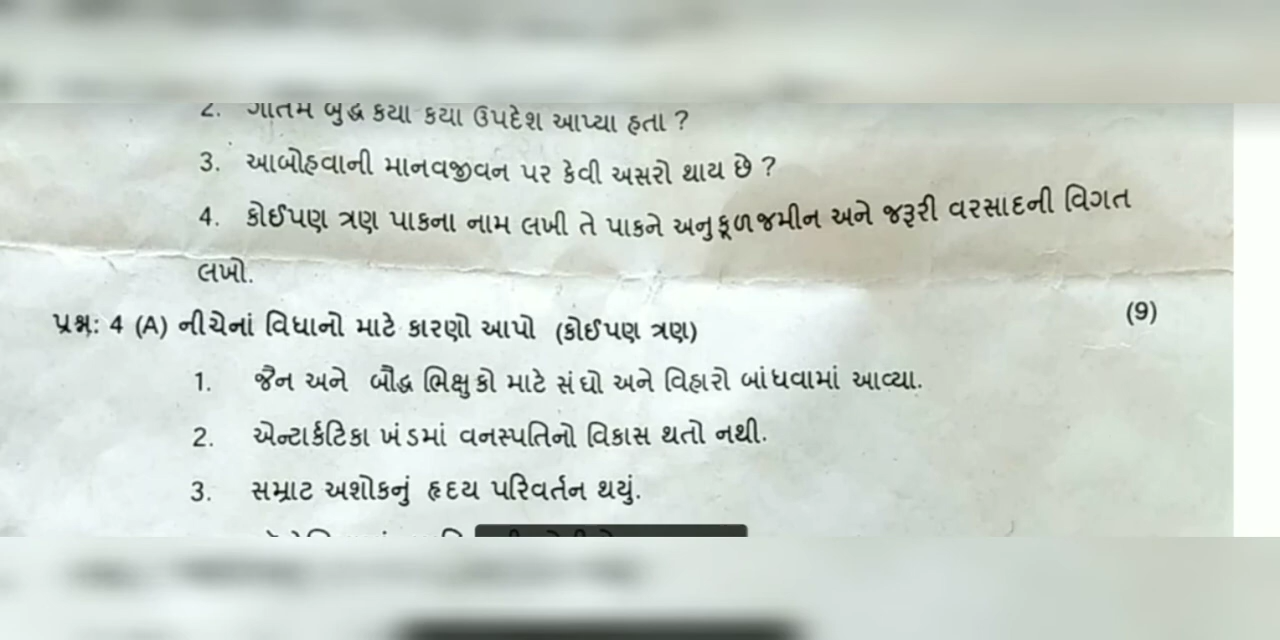 2. ગૌતમ બુદ્ધે કયા કયા ઉપદેશ આપ્યા હતા ?
3. આબોહવાની માનવજીવન પર કેવી અસરો થાય છે ?
4. કોઈપણ ત્રણ પાકના નામ લખી તે પાકને અનુકૂળ જમીન અને જરૂરી વરસાદની વિગત
લખો.
પ્રશ્ન: 4 (A) નીચેનાં વિધાનો માટે કારણો આપો (કોઈપણ ત્રણ) (9)
1. જૈન અને બૌદ્ધ ભિક્ષુકો માટે સંઘો અને વિહારો બાંધવામાં આવ્યા.
2. એન્ટાર્કટિકા ખંડમાં વનસ્પતિનો વિકાસ થતો નથી.
3. સમ્રાટ અશોકનું હૃદય પરિવર્તન થયું.